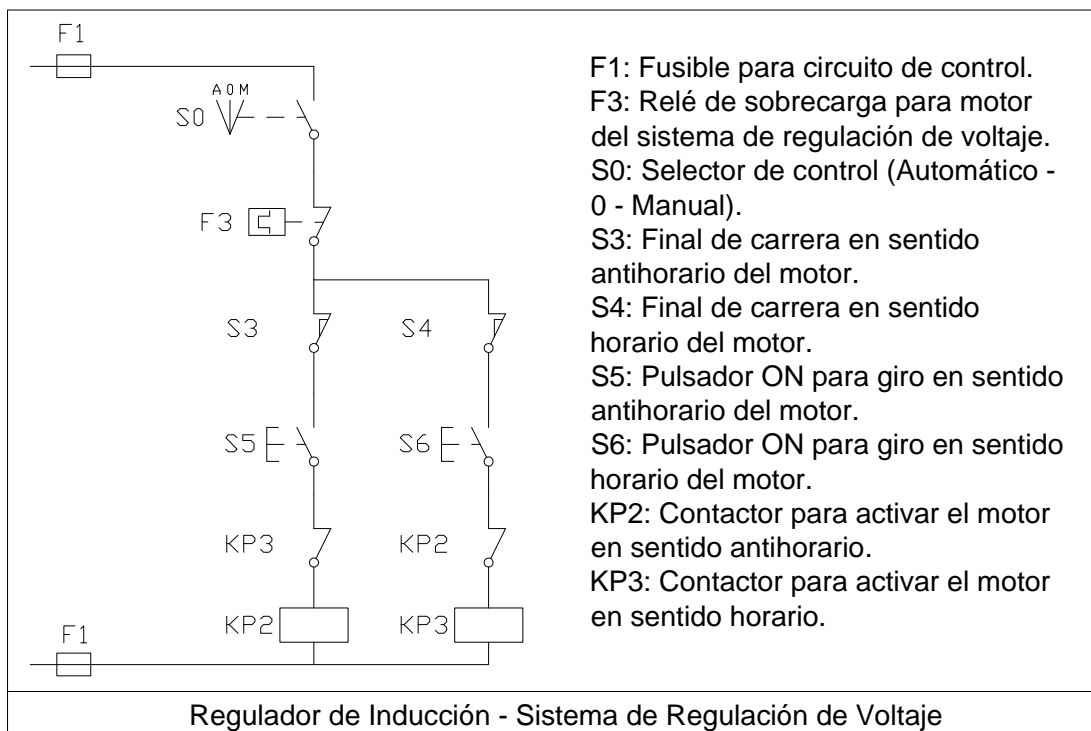 F1
A 0 M
S0
F3
S3
S4
S5
S6
KP3
KP2
KP2
KP3
F1
F1: Fusible para circuito de control.
F3: Relé de sobrecarga para motor
del sistema de regulación de voltaje.
S0: Selector de control (Automático -
0 - Manual).
S3: Final de carrera en sentido
antihorario del motor.
S4: Final de carrera en sentido
horario del motor.
S5: Pulsador ON para giro en sentido
antihorario del motor.
S6: Pulsador ON para giro en sentido
horario del motor.
KP2: Contactor para activar el motor
en sentido antihorario.
KP3: Contactor para activar el motor
en sentido horario.
Regulador de Inducción - Sistema de Regulación de Voltaje